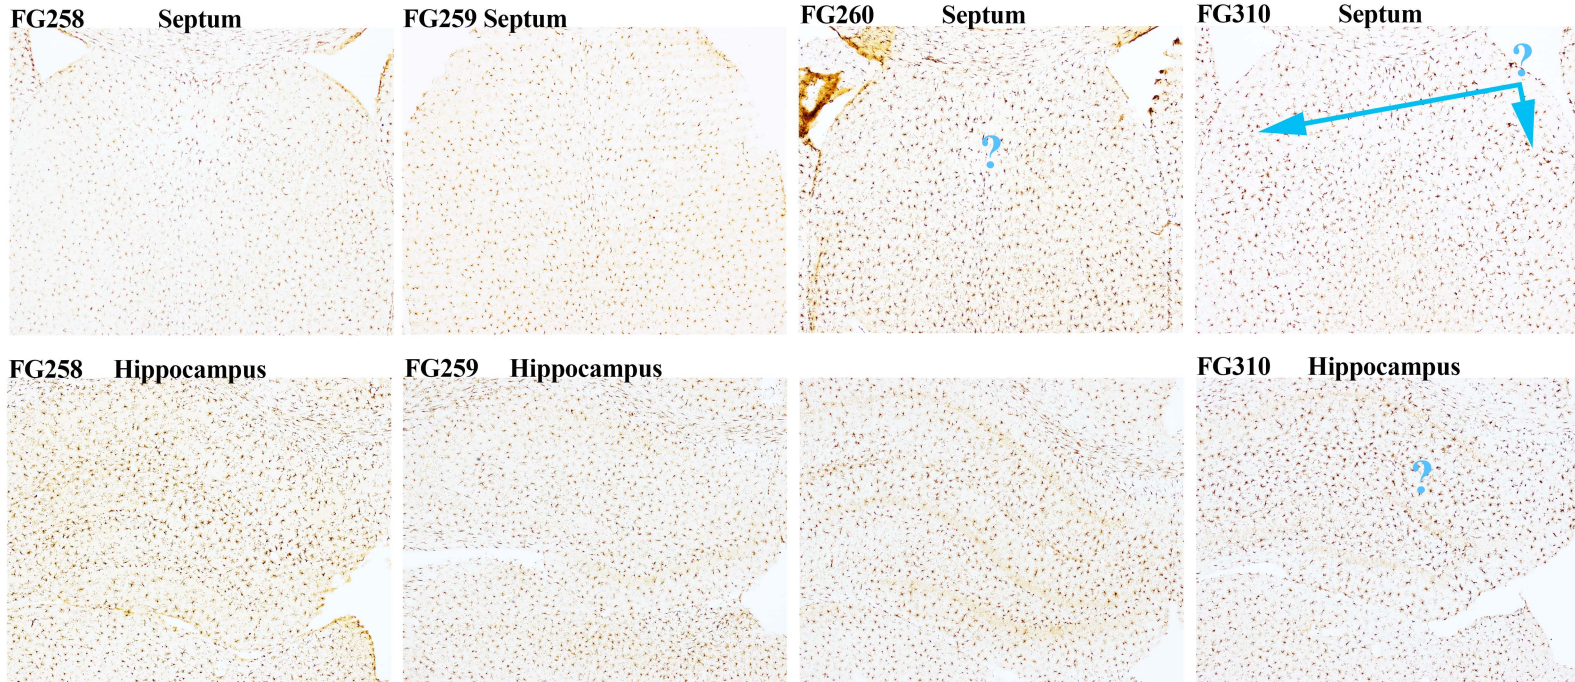 FG258 Septum
FG259 Septum
FG260 Septum
FG310 Septum
?
?
FG258 Hippocampus
FG259 Hippocampus
FG310 Hippocampus
?